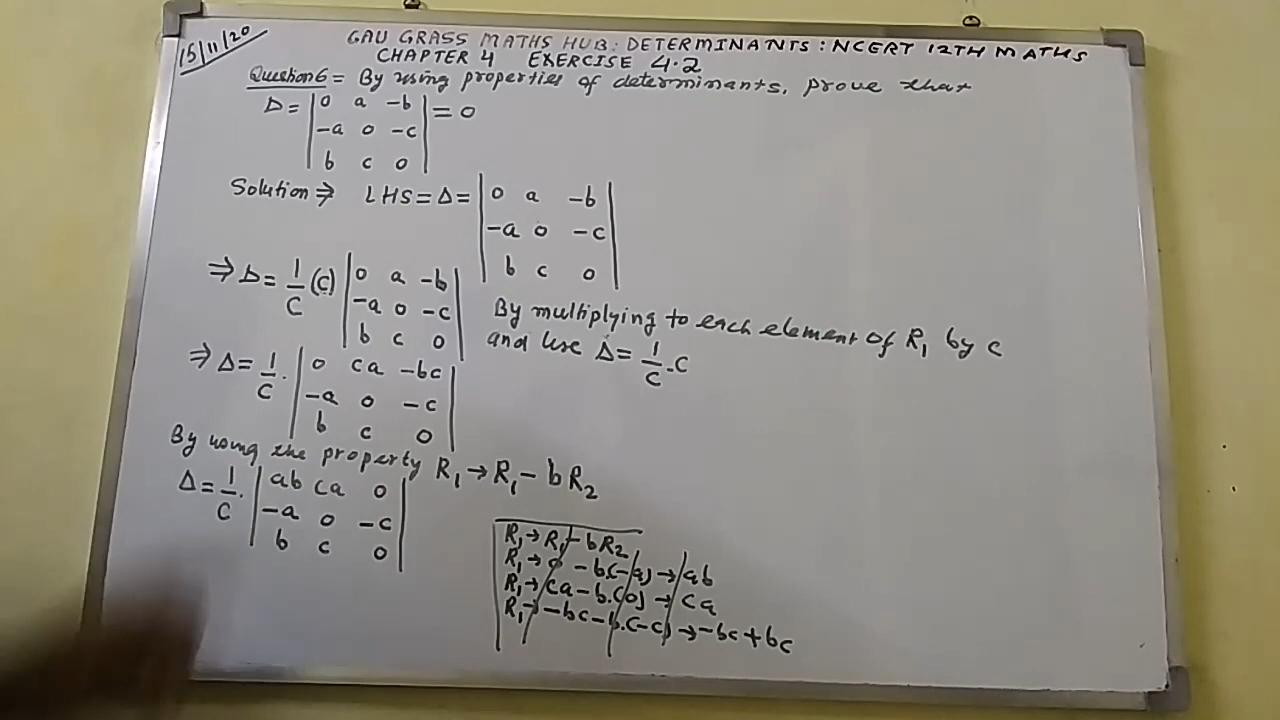 15/11/20
GAU GRASS MATHS HUB: DETERMINANTS: NCERT 12TH MATHS
CHAPTER 4 EXERCISE 4.2
Question 6 = By using properties of determinants, prove that
Δ = | 0 a -b | = 0
| -a 0 -c |
| b c 0 |
Solution ⇒ LHS = Δ = | 0 a -b |
| -a 0 -c |
| b c 0 |
⇒ Δ = 1/C (C) | 0 a -b |
| -a 0 -c |
| b c 0 |
By multiplying to each element of R₁ by c
and use Δ = 1/C . C
⇒ Δ = 1/C . | 0 ca -bc |
| -a 0 -c |
| b c 0 |
By using the property R₁ → R₁ - bR₂
Δ = 1/C . | ab ca 0 |
| -a 0 -c |
| b c 0 |
R₁ → R₁ - bR₂
R₁ → 0 - b(-a) → ab
R₁ → ca - b.(0) → ca
R₁ → -bc - b.(-c) → -bc + bc